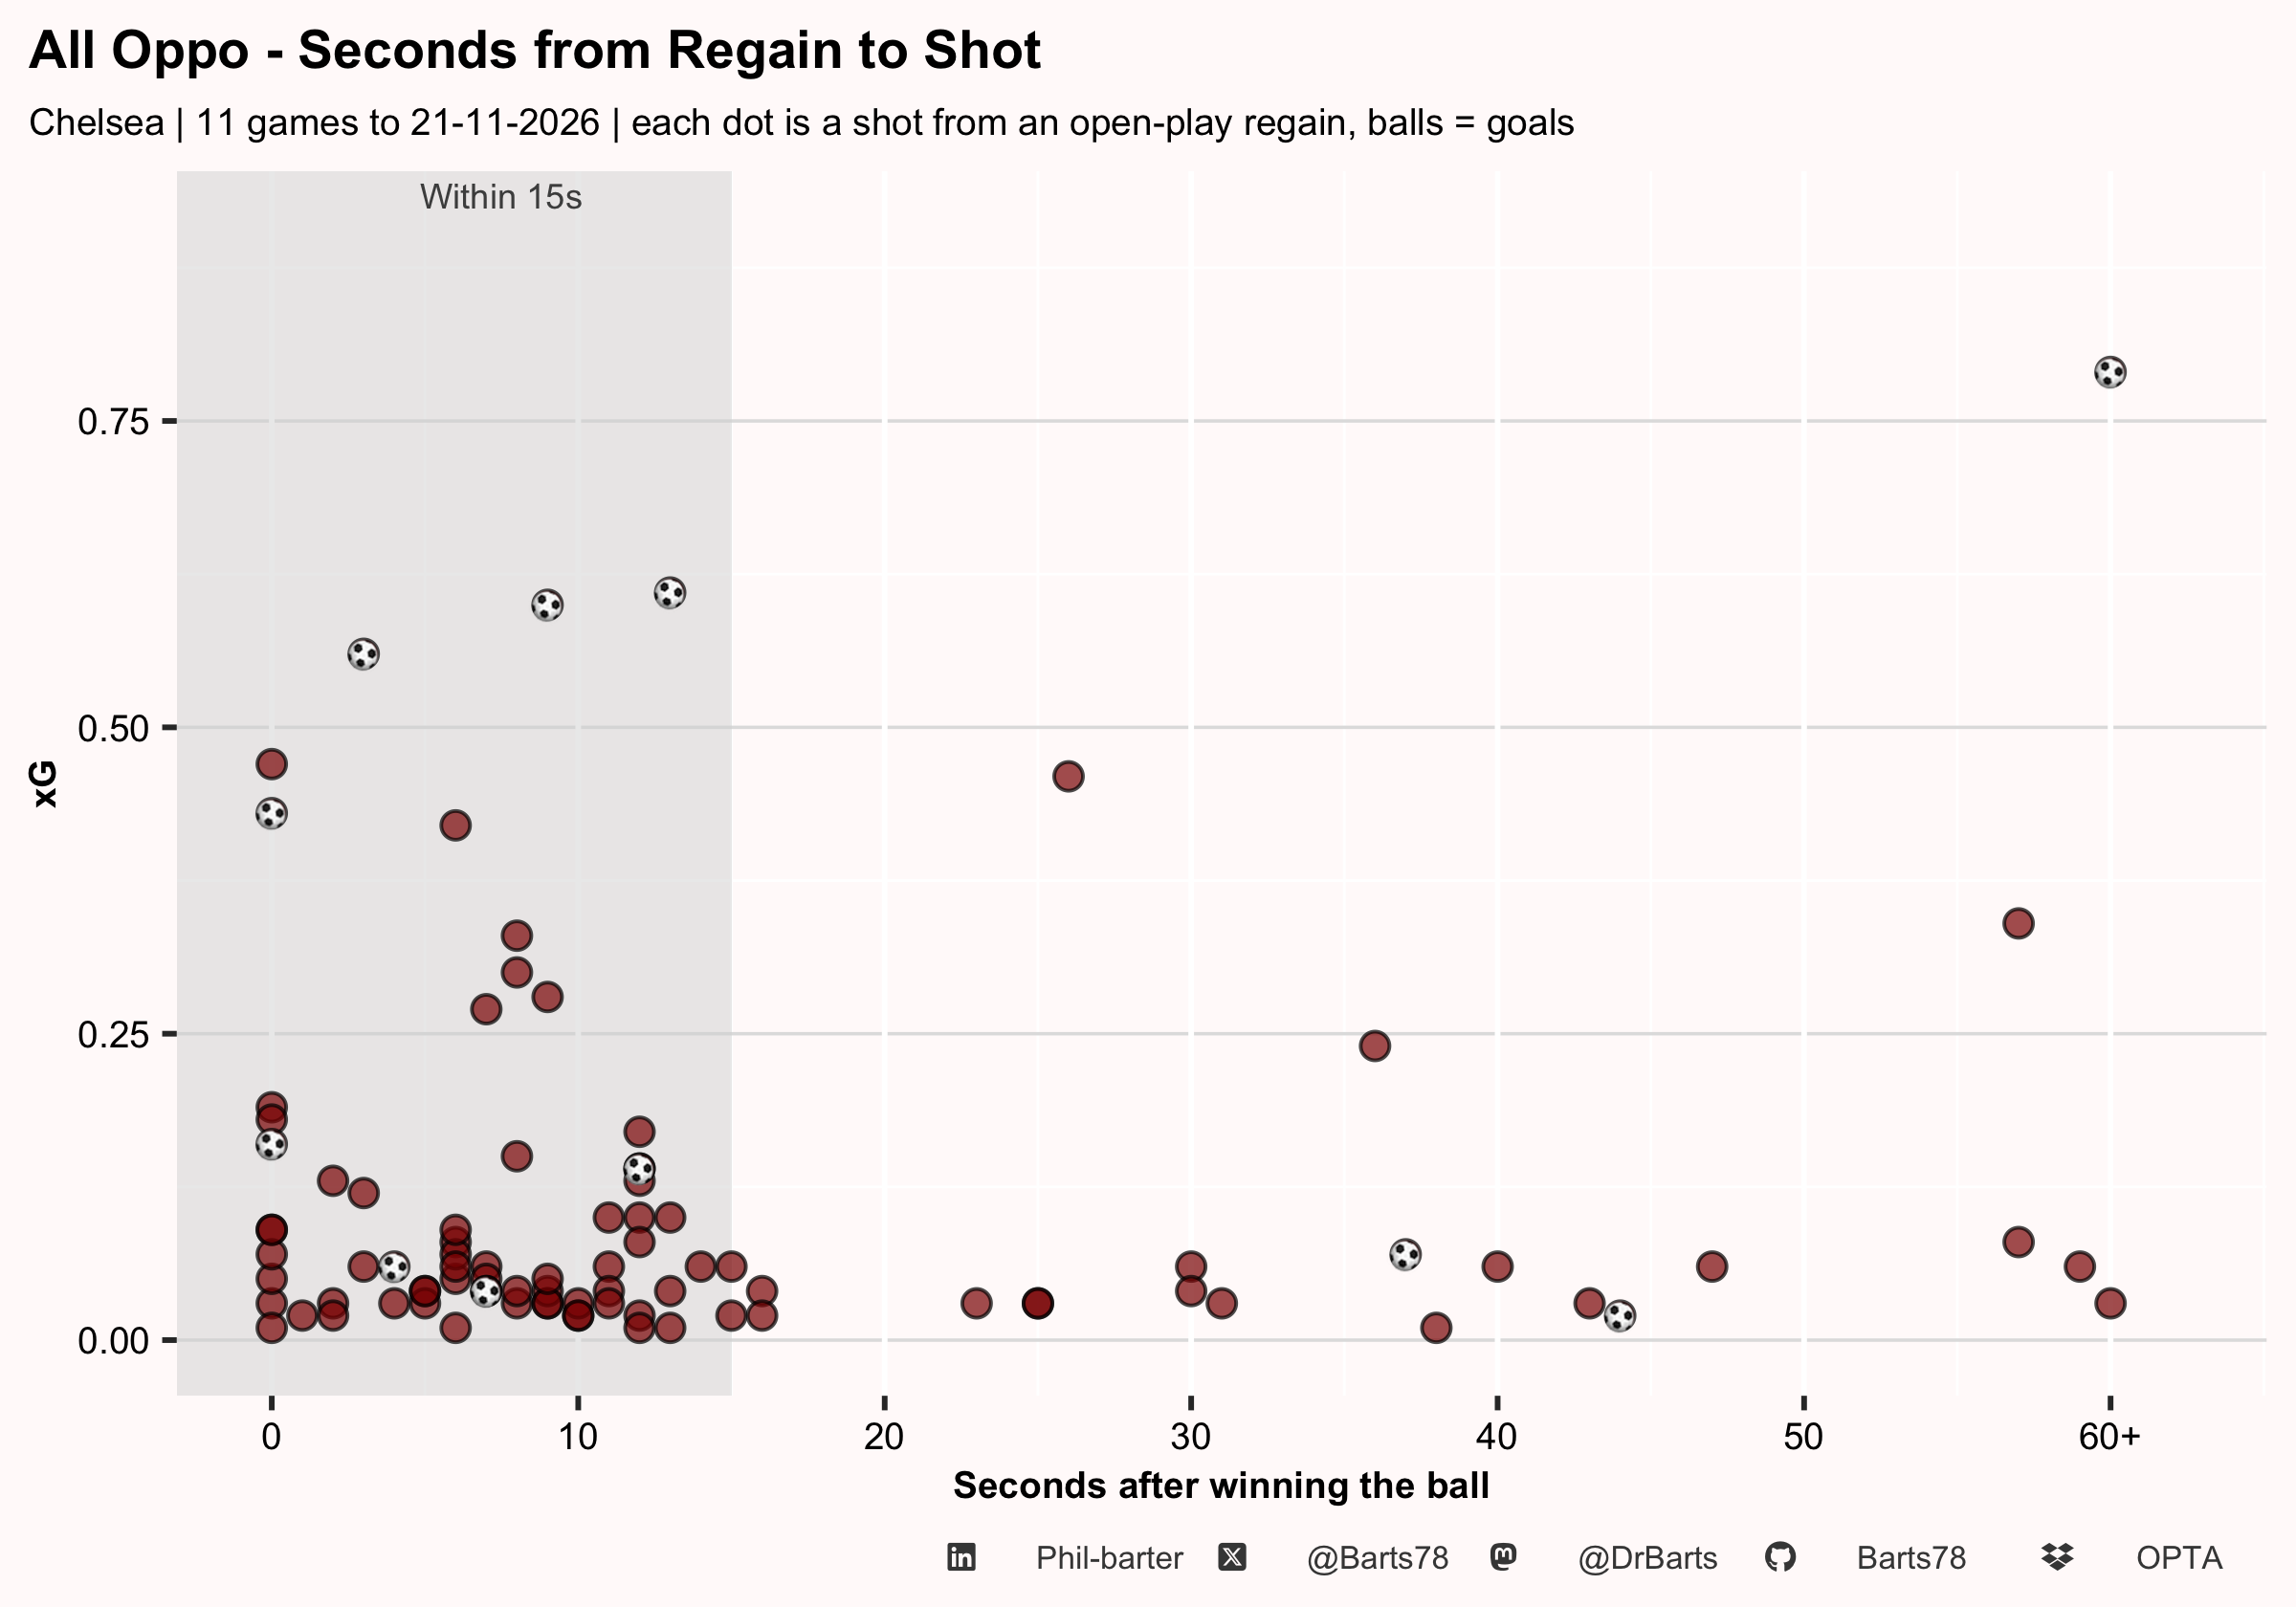 All Oppo - Seconds from Regain to Shot
Chelsea | 11 games to 21-11-2026 | each dot is a shot from an open-play regain, balls = goals
Within 15s
0.75
0.50
0.25
0.00
xG
0 10 20 30 40 50 60+
Seconds after winning the ball
Phil-barter @Barts78 @DrBarts Barts78 OPTA